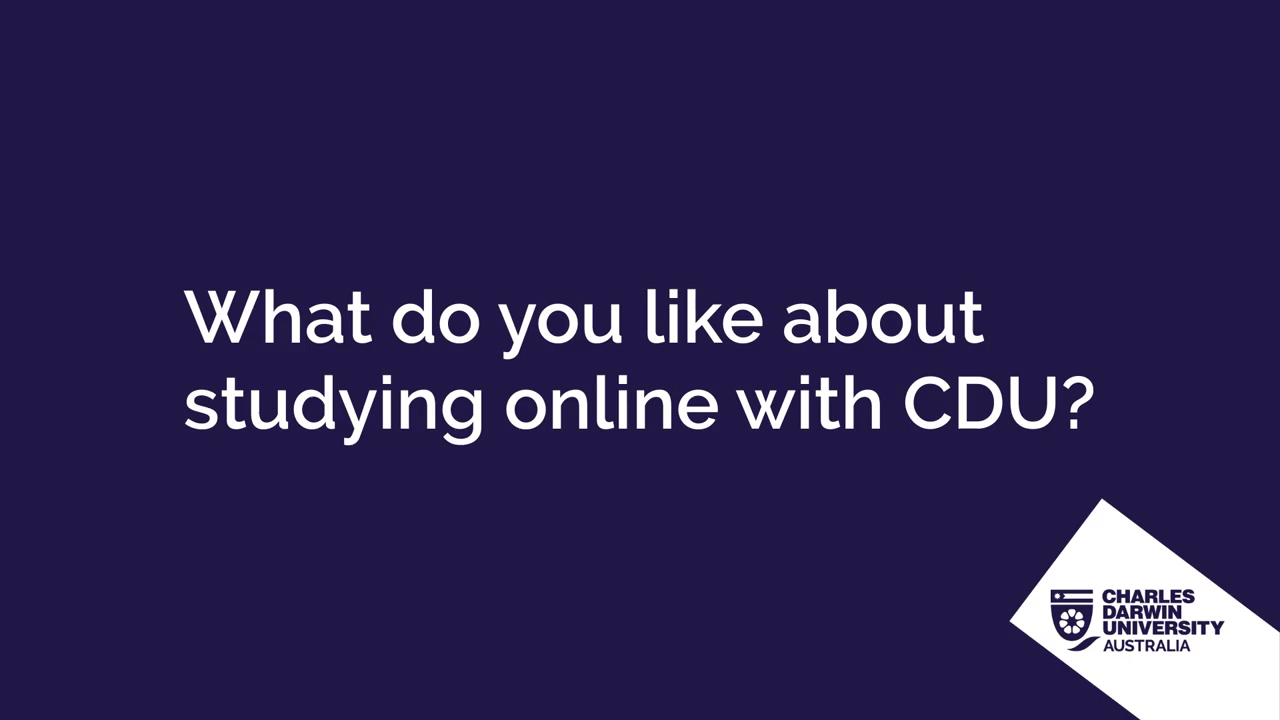 What do you like about
studying online with CDU?
CHARLES
DARWIN
UNIVERSITY
AUSTRALIA